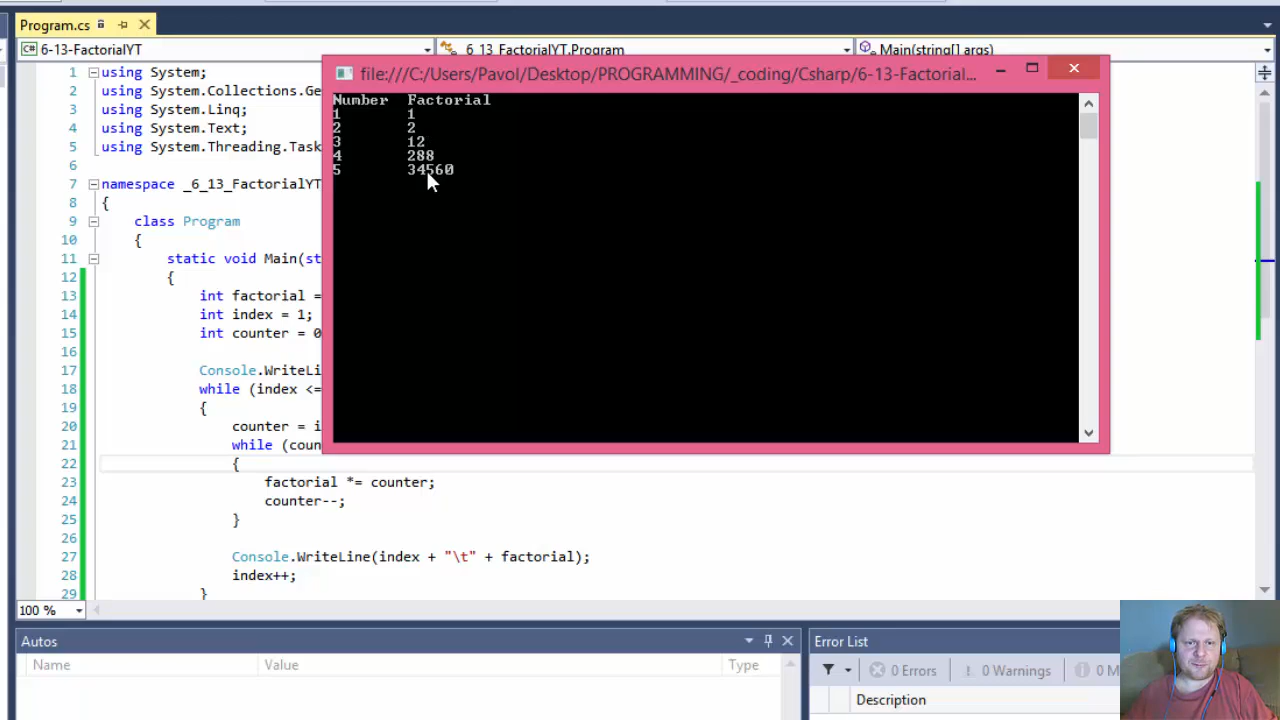 Program.cs
6-13-FactorialYT
6_13_FactorialYT.Program
Main(string[] args)
file:///C:/Users/Pavol/Desktop/PROGRAMMING/_coding/Csharp/6-13-Factorial...
Number Factorial
1 1
2 2
3 12
4 288
5 34560
1 using System;
2 using System.Collections.Ge
3 using System.Linq;
4 using System.Text;
5 using System.Threading.Task
6
7 namespace _6_13_FactorialYT
8 {
9 class Program
10 {
11 static void Main(st
12 {
13 int factorial =
14 int index = 1;
15 int counter = 0
16
17 Console.WriteLi
18 while (index <=
19 {
20 counter = i
21 while (coun
22 {
23 factorial *= counter;
24 counter--;
25 }
26
27 Console.WriteLine(index + "\t" + factorial);
28 index++;
29 }
100 %
Autos
Name Value Type
Error List
0 Errors 0 Warnings 0 M
Description